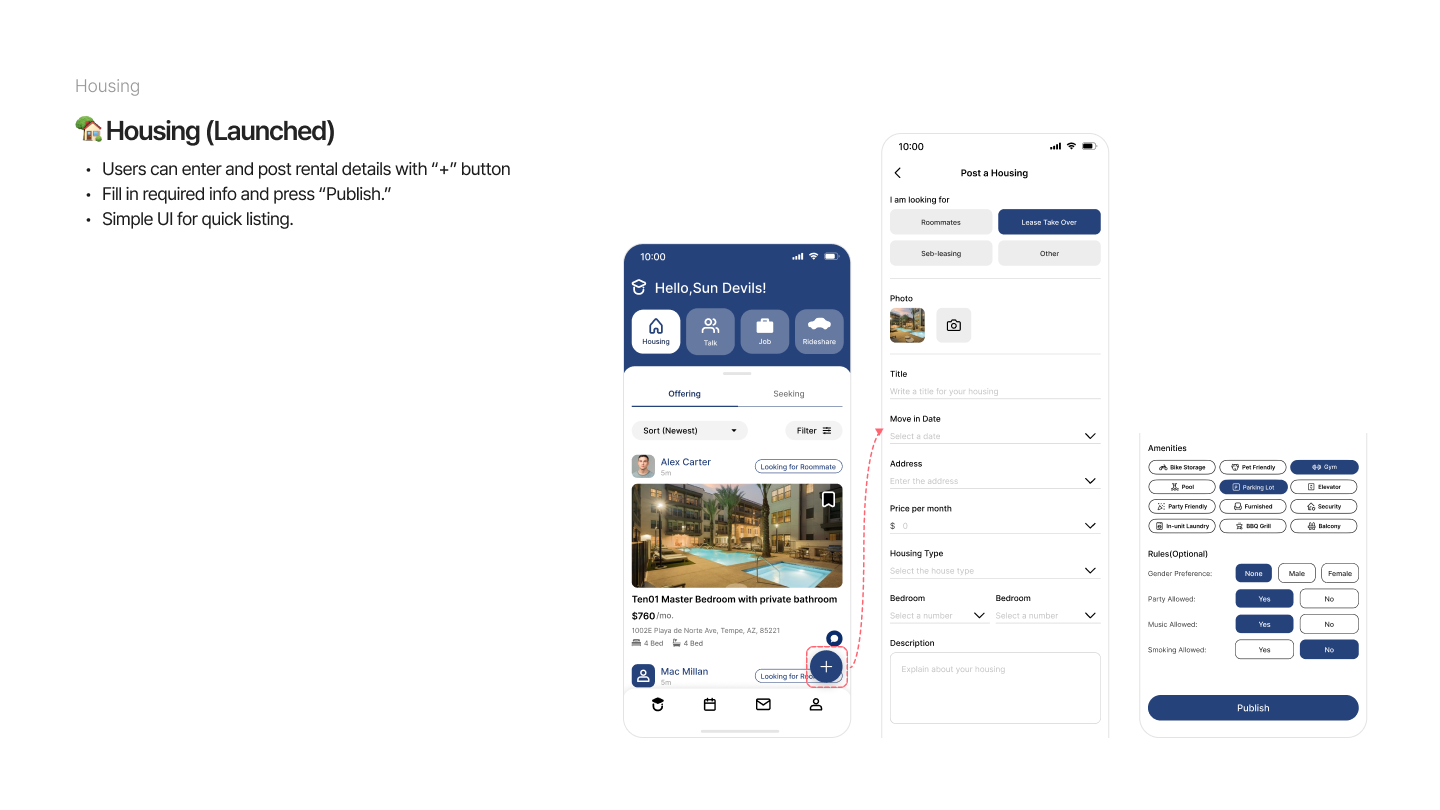 Housing
Housing (Launched)
• Users can enter and post rental details with “+” button
• Fill in required info and press “Publish.”
• Simple UI for quick listing.
10:00
Hello,Sun Devils!
Housing
Talk
Job
Rideshare
Offering
Seeking
Sort (Newest)
Filter
Alex Carter
5m
Looking for Roommate
Ten01 Master Bedroom with private bathroom
$760 /mo.
1002E Playa de Norte Ave, Tempe, AZ, 85221
4 Bed
4 Bed
Mac Millan
5m
Looking for Roo
10:00
Post a Housing
I am looking for
Roommates
Lease Take Over
Seb-leasing
Other
Photo
Title
Write a title for your housing
Move in Date
Select a date
Address
Enter the address
Price per month
$ 0
Housing Type
Select the house type
Bedroom
Bedroom
Select a number
Select a number
Description
Explain about your housing
Amenities
Bike Storage
Pet Friendly
Gym
Pool
Parking Lot
Elevator
Party Friendly
Furnished
Security
In-unit Laundry
BBQ Grill
Balcony
Rules(Optional)
Gender Preference:
None
Male
Female
Party Allowed:
Yes
No
Music Allowed:
Yes
No
Smoking Allowed:
Yes
No
Publish